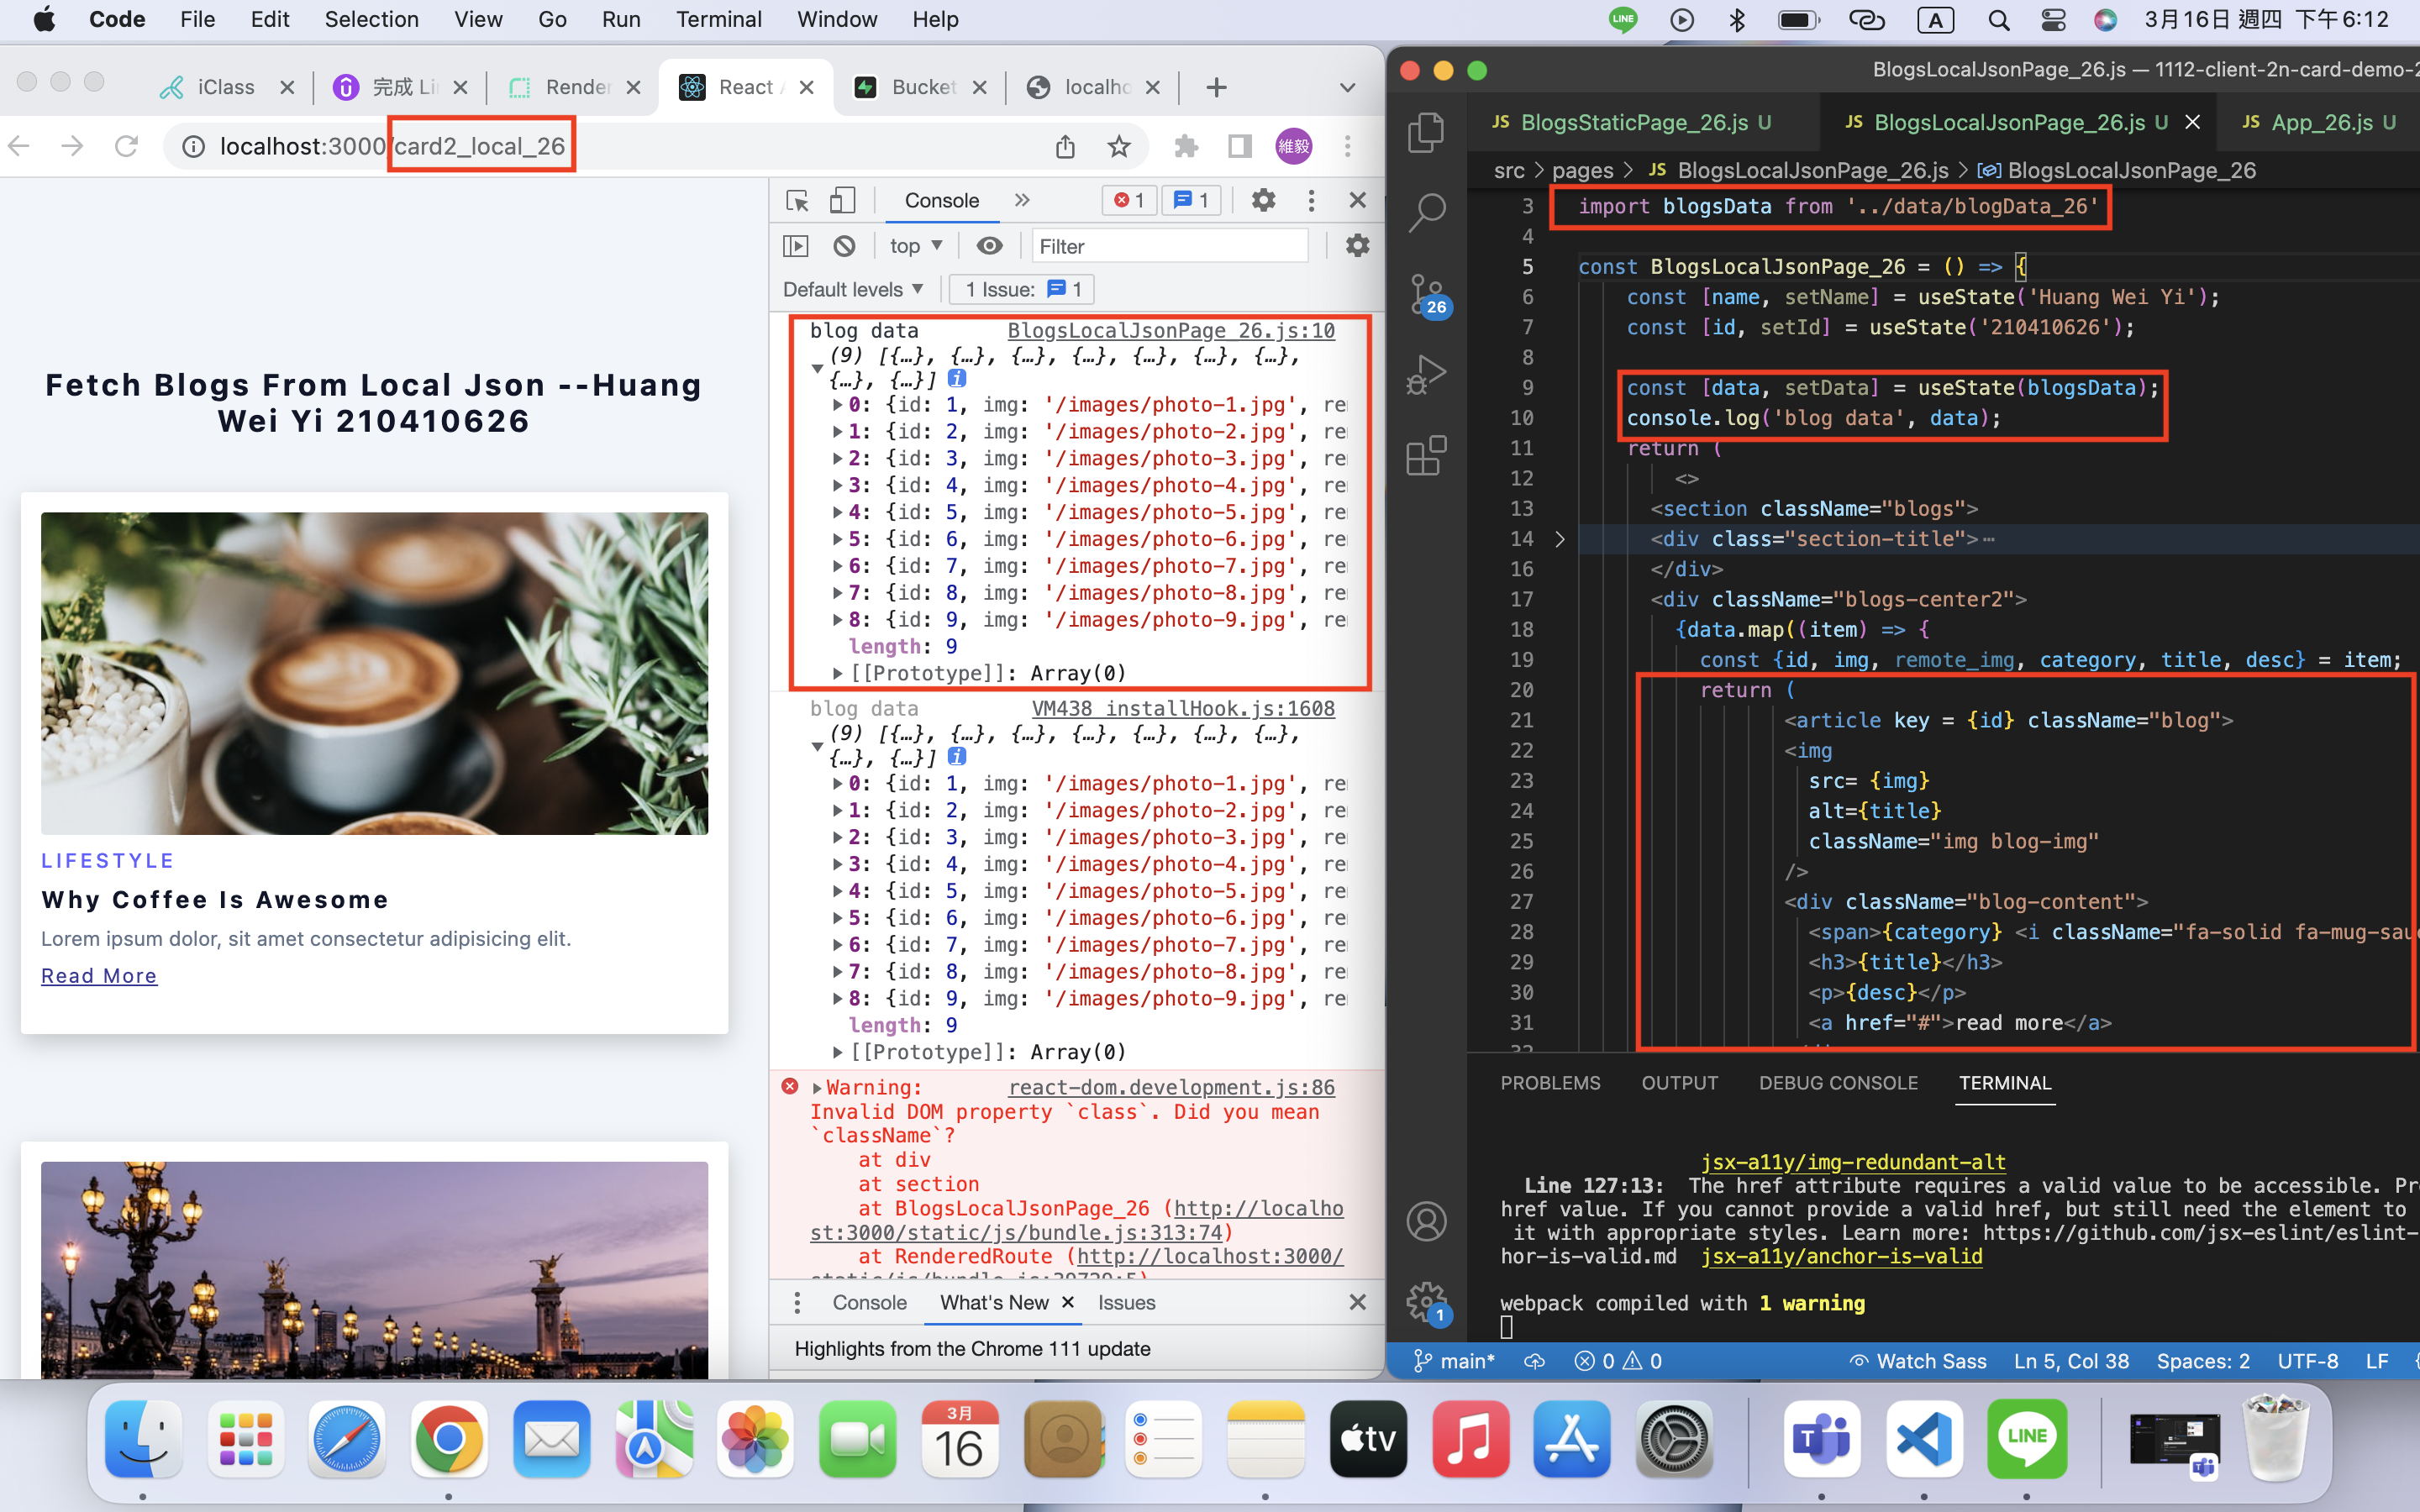 Code File Edit Selection View Go Run Terminal Window Help
LINE A 3月16日 週四 下午6:12
iClass
完成 Li
Render
React A
Bucket
localho
localhost:3000/card2_local_26
維毅
Fetch Blogs From Local Json --Huang
Wei Yi 210410626
LIFESTYLE
Why Coffee Is Awesome
Lorem ipsum dolor, sit amet consectetur adipisicing elit.
Read More
Console » 1 1
top Filter
Default levels 1 Issue: 1
blog data BlogsLocalJsonPage_26.js:10
(9) [{…}, {…}, {…}, {…}, {…}, {…}, {…},
{…}, {…}] i
0: {id: 1, img: '/images/photo-1.jpg', re
1: {id: 2, img: '/images/photo-2.jpg', re
2: {id: 3, img: '/images/photo-3.jpg', re
3: {id: 4, img: '/images/photo-4.jpg', re
4: {id: 5, img: '/images/photo-5.jpg', re
5: {id: 6, img: '/images/photo-6.jpg', re
6: {id: 7, img: '/images/photo-7.jpg', re
7: {id: 8, img: '/images/photo-8.jpg', re
8: {id: 9, img: '/images/photo-9.jpg', re
length: 9
[[Prototype]]: Array(0)
blog data VM438 installHook.js:1608
(9) [{…}, {…}, {…}, {…}, {…}, {…}, {…},
{…}, {…}] i
0: {id: 1, img: '/images/photo-1.jpg', re
1: {id: 2, img: '/images/photo-2.jpg', re
2: {id: 3, img: '/images/photo-3.jpg', re
3: {id: 4, img: '/images/photo-4.jpg', re
4: {id: 5, img: '/images/photo-5.jpg', re
5: {id: 6, img: '/images/photo-6.jpg', re
6: {id: 7, img: '/images/photo-7.jpg', re
7: {id: 8, img: '/images/photo-8.jpg', re
8: {id: 9, img: '/images/photo-9.jpg', re
length: 9
[[Prototype]]: Array(0)
Warning: react-dom.development.js:86
Invalid DOM property `class`. Did you mean
`className`?
at div
at section
at BlogsLocalJsonPage_26 (http://localho
st:3000/static/js/bundle.js:313:74)
at RenderedRoute (http://localhost:3000/
Console What's New Issues
Highlights from the Chrome 111 update
BlogsLocalJsonPage_26.js — 1112-client-2n-card-demo-2
JS BlogsStaticPage_26.js U
JS BlogsLocalJsonPage_26.js U
JS App_26.js U
src > pages > JS BlogsLocalJsonPage_26.js > BlogsLocalJsonPage_26
26
3 import blogsData from '../data/blogData_26'
4
5 const BlogsLocalJsonPage_26 = () => {
6 const [name, setName] = useState('Huang Wei Yi');
7 const [id, setId] = useState('210410626');
8
9 const [data, setData] = useState(blogsData);
10 console.log('blog data', data);
11 return (
12 <>
13 <section className="blogs">
14 <div class="section-title">…
16 </div>
17 <div className="blogs-center2">
18 {data.map((item) => {
19 const {id, img, remote_img, category, title, desc} = item;
20 return (
21 <article key = {id} className="blog">
22 <img
23 src= {img}
24 alt={title}
25 className="img blog-img"
26 />
27 <div className="blog-content">
28 <span>{category} <i className="fa-solid fa-mug-sau
29 <h3>{title}</h3>
30 <p>{desc}</p>
31 <a href="#">read more</a>
PROBLEMS OUTPUT DEBUG CONSOLE TERMINAL
jsx-a11y/img-redundant-alt
Line 127:13: The href attribute requires a valid value to be accessible. Pr
href value. If you cannot provide a valid href, but still need the element to
it with appropriate styles. Learn more: https://github.com/jsx-eslint/eslint-
hor-is-valid.md jsx-a11y/anchor-is-valid
webpack compiled with 1 warning
1
main* 0 0 Watch Sass Ln 5, Col 38 Spaces: 2 UTF-8 LF {
3月
16
tv
T
LINE